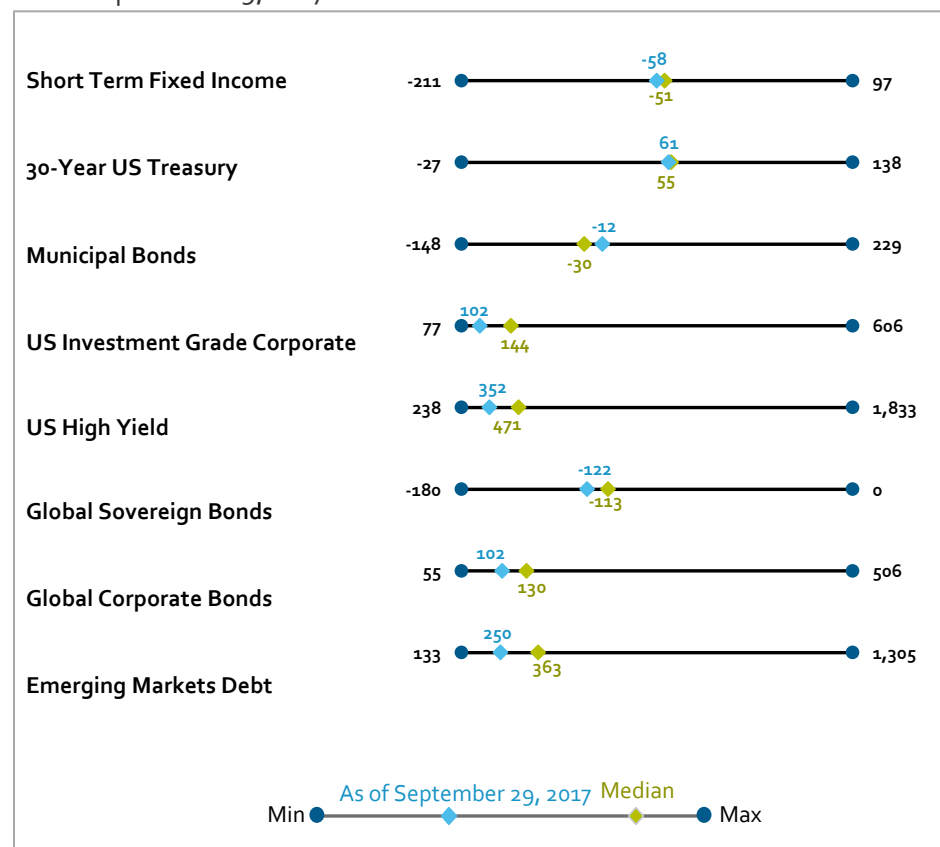 -58
Short Term Fixed Income -211 97
-51
61
30-Year US Treasury -27 138
55
-12
Municipal Bonds -148 229
-30
102
US Investment Grade Corporate 77 606
144
352
US High Yield 238 1,833
471
-122
Global Sovereign Bonds -180 0
-113
102
Global Corporate Bonds 55 506
130
250
Emerging Markets Debt 133 1,305
363
As of September 29, 2017 Median
Min Max